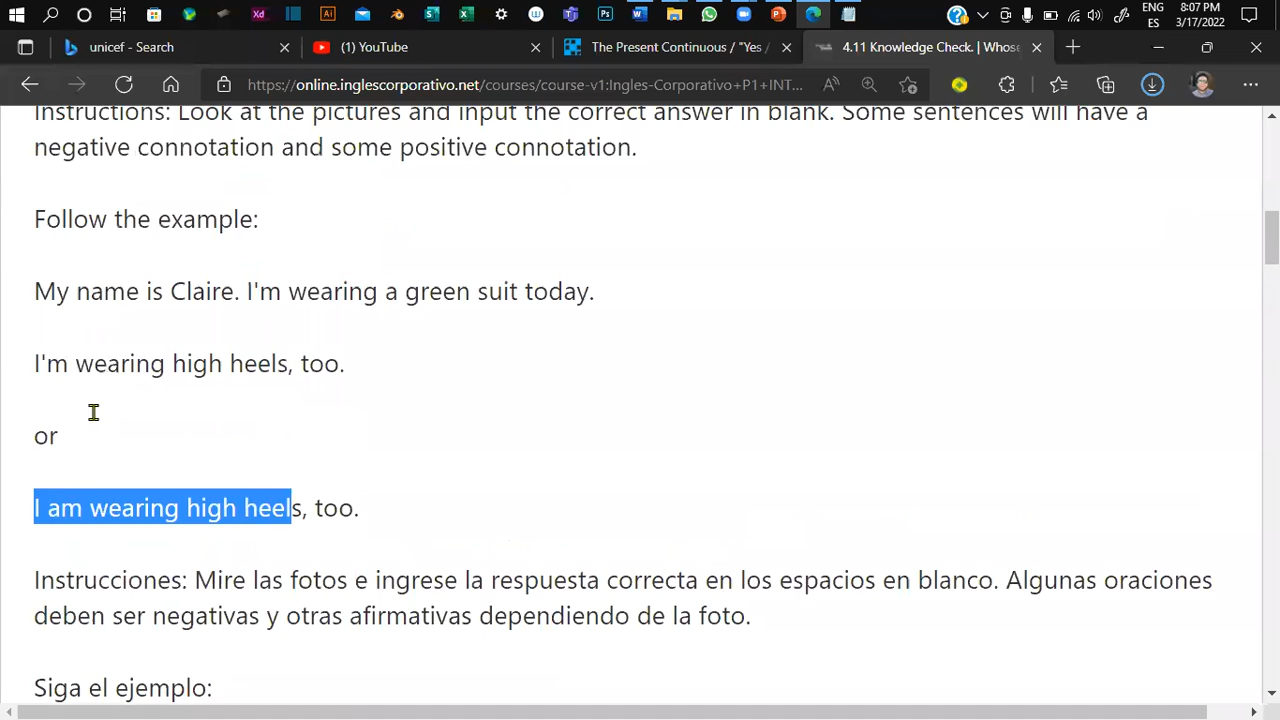 ENG
ES
8:07 PM
3/17/2022
unicef - Search
(1) YouTube
The Present Continuous / "Yes /
4.11 Knowledge Check. | Whose
https://online.inglescorporativo.net/courses/course-v1:Ingles-Corporativo+P1+INT...
Instructions: Look at the pictures and input the correct answer in blank. Some sentences will have a
negative connotation and some positive connotation.
Follow the example:
My name is Claire. I'm wearing a green suit today.
I'm wearing high heels, too.
or
I am wearing high heels, too.
Instrucciones: Mire las fotos e ingrese la respuesta correcta en los espacios en blanco. Algunas oraciones
deben ser negativas y otras afirmativas dependiendo de la foto.
Siga el ejemplo: